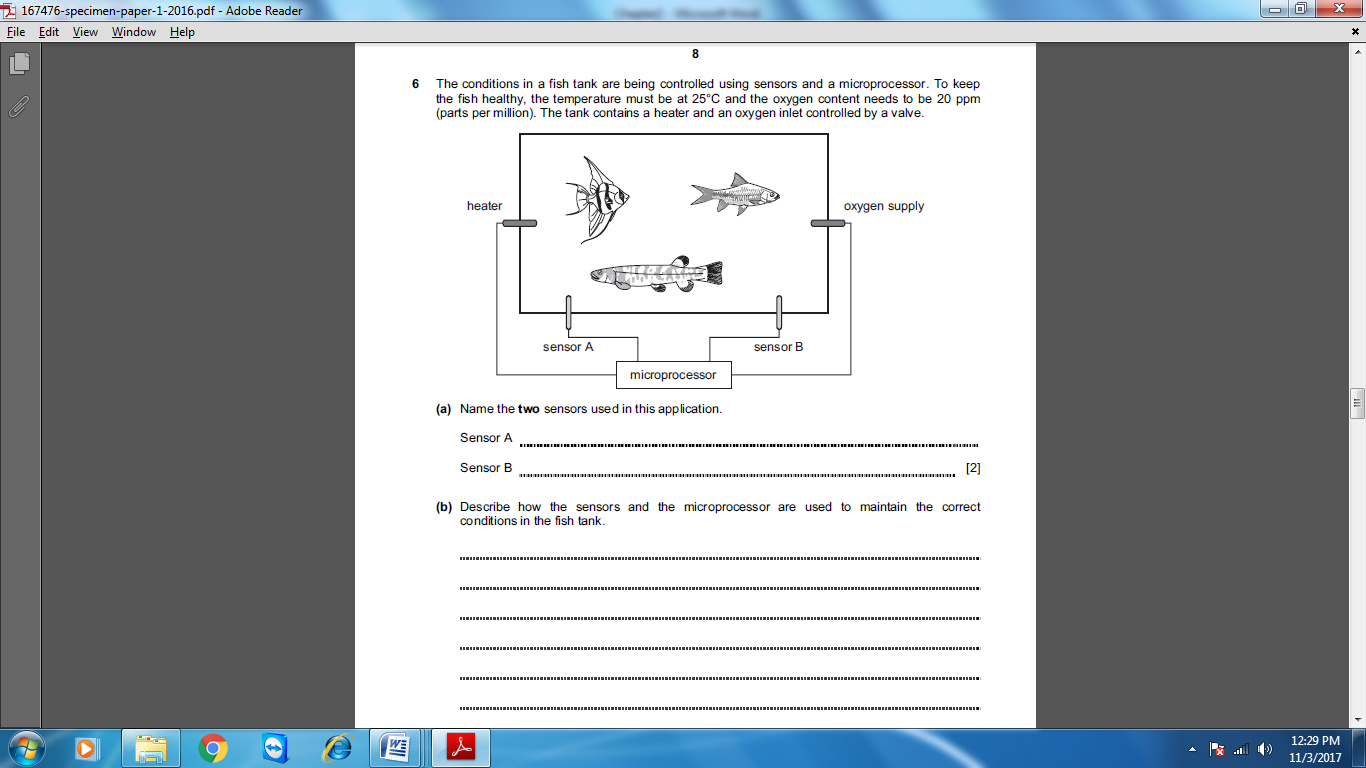 167476-specimen-paper-1-2016.pdf - Adobe Reader
File Edit View Window Help
8
6 The conditions in a fish tank are being controlled using sensors and a microprocessor. To keep
the fish healthy, the temperature must be at 25°C and the oxygen content needs to be 20 ppm
(parts per million). The tank contains a heater and an oxygen inlet controlled by a valve.
heater
oxygen supply
sensor A
sensor B
microprocessor
(a) Name the two sensors used in this application.
Sensor A
Sensor B [2]
(b) Describe how the sensors and the microprocessor are used to maintain the correct
conditions in the fish tank.
12:29 PM
11/3/2017